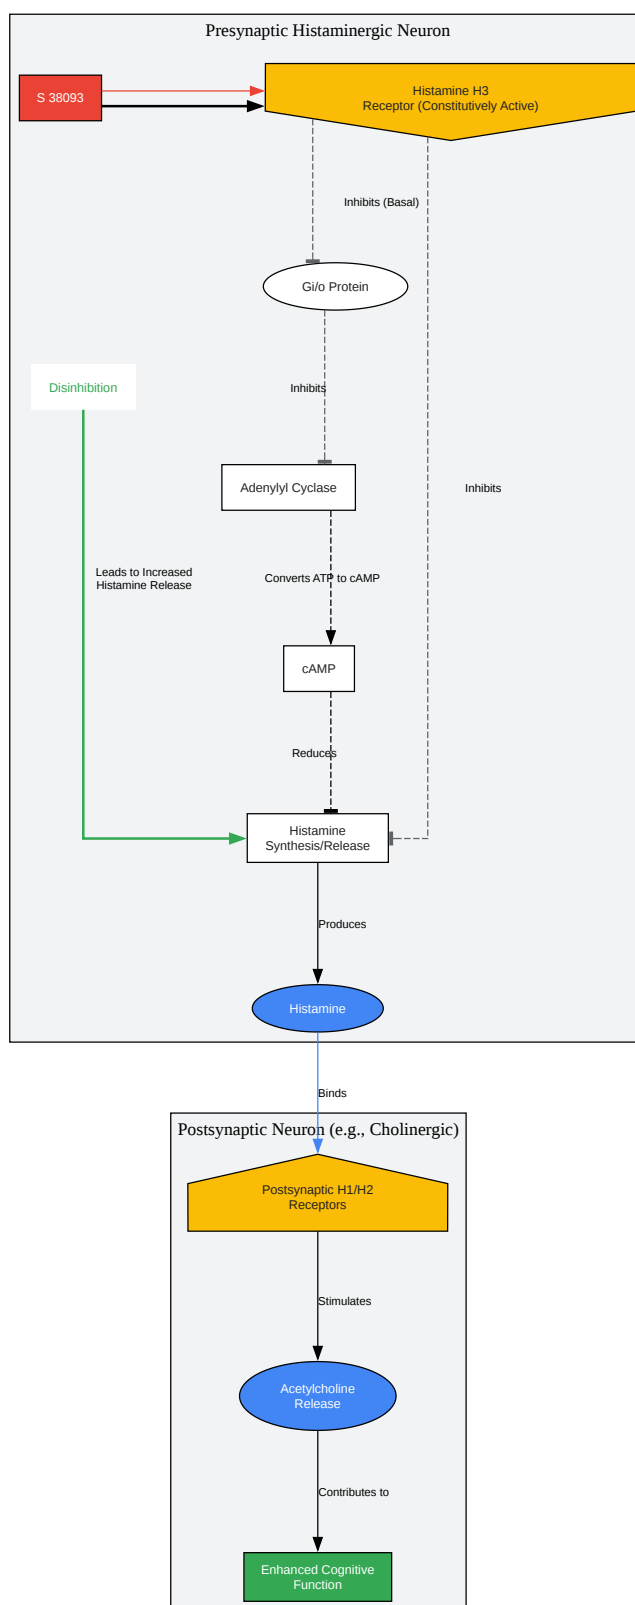 Presynaptic Histaminergic Neuron
S 38093
Histamine H3
Receptor (Constitutively Active)
Inhibits (Basal)
Gi/o Protein
Disinhibition
Inhibits
Adenylyl Cyclase
Inhibits
Leads to Increased
Histamine Release
Converts ATP to cAMP
cAMP
Reduces
Histamine
Synthesis/Release
Produces
Histamine
Binds
Postsynaptic Neuron (e.g., Cholinergic)
Postsynaptic H1/H2
Receptors
Stimulates
Acetylcholine
Release
Contributes to
Enhanced Cognitive
Function